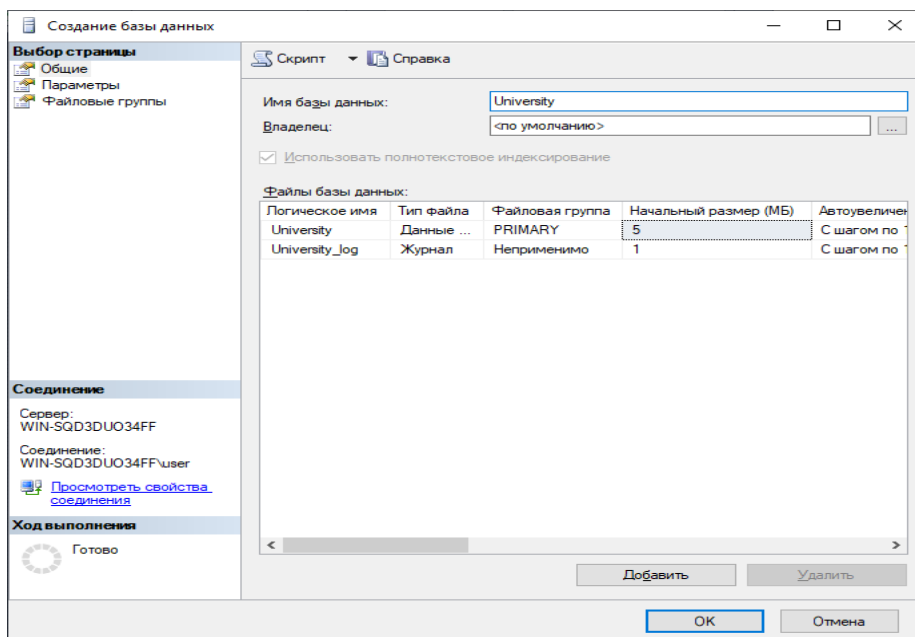 Создание базы данных
Выбор страницы
Общие
Параметры
Файловые группы
Скрипт Справка
Имя базы данных: University
Владелец: <по умолчанию> ...
Использовать полнотекстовое индексирование
Файлы базы данных:
Логическое имя Тип файла Файловая группа Начальный размер (МБ) Автоувеличен
University Данные ... PRIMARY 5 С шагом по 1
University_log Журнал Неприменимо 1 С шагом по 1
Соединение
Сервер:
WIN-SQD3DUO34FF
Соединение:
WIN-SQD3DUO34FF\user
Просмотреть свойства
соединения
Ход выполнения
Готово
Добавить Удалить
OK Отмена